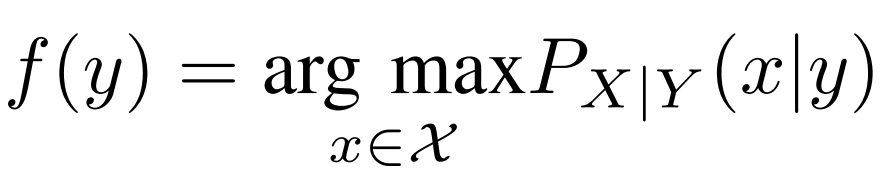 f(y) = arg max P_{X|Y}(x|y)
x ∈ 𝒳